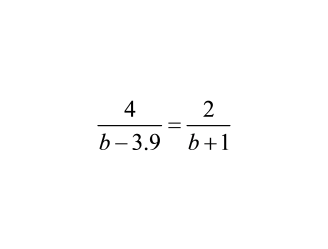 4/(b − 3.9) = 2/(b + 1)